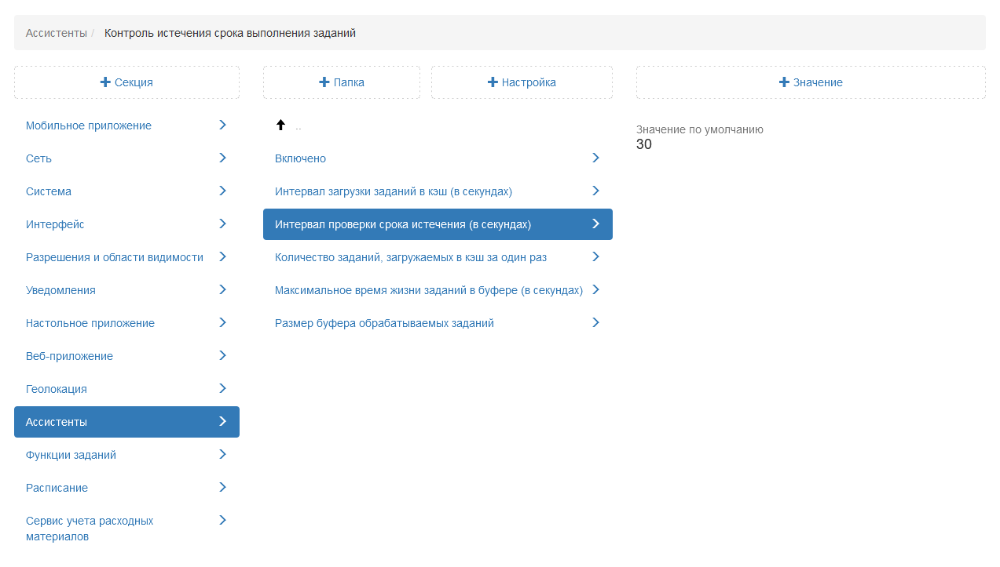 Ассистенты / Контроль истечения срока выполнения заданий
Секция
Папка
Настройка
Значение
Мобильное приложение
Сеть
Система
Интерфейс
Разрешения и области видимости
Уведомления
Настольное приложение
Веб-приложение
Геолокация
Ассистенты
Функции заданий
Расписание
Сервис учета расходных
материалов
..
Включено
Интервал загрузки заданий в кэш (в секундах)
Интервал проверки срока истечения (в секундах)
Количество заданий, загружаемых в кэш за один раз
Максимальное время жизни заданий в буфере (в секундах)
Размер буфера обрабатываемых заданий
Значение по умолчанию
30